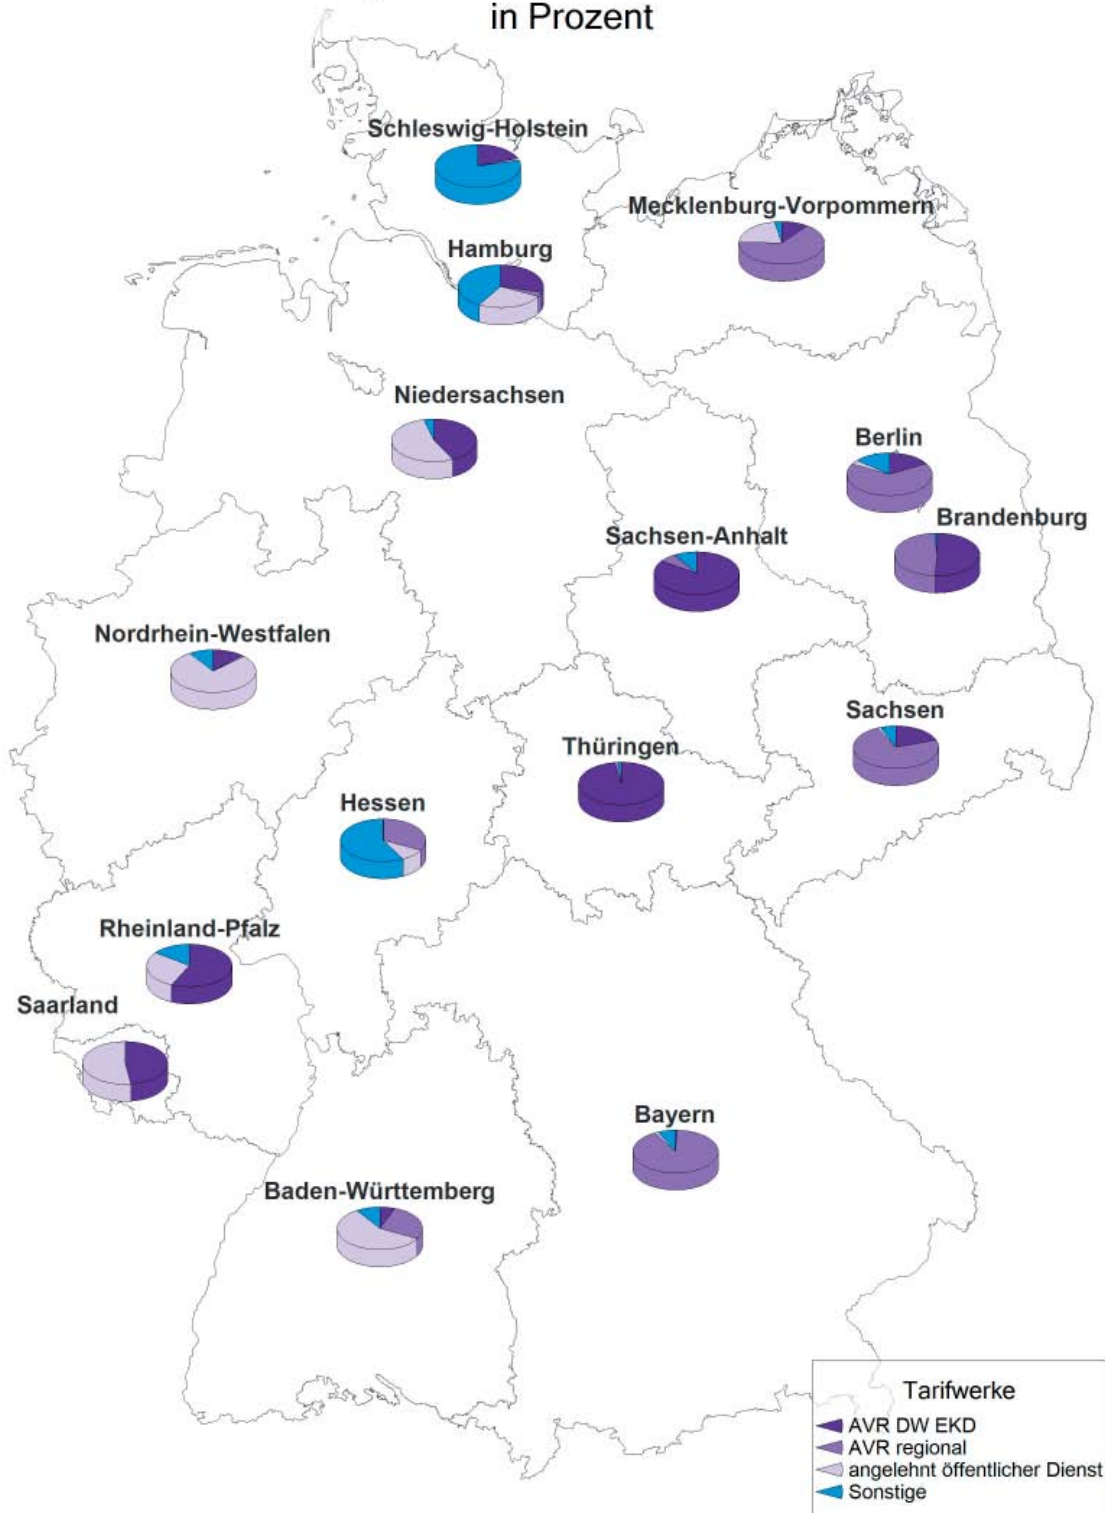 in Prozent
Schleswig-Holstein
Mecklenburg-Vorpommern
Hamburg
Niedersachsen
Berlin
Brandenburg
Sachsen-Anhalt
Nordrhein-Westfalen
Sachsen
Thüringen
Hessen
Rheinland-Pfalz
Saarland
Bayern
Baden-Württemberg
Tarifwerke
AVR DW EKD
AVR regional
angelehnt öffentlicher Dienst
Sonstige